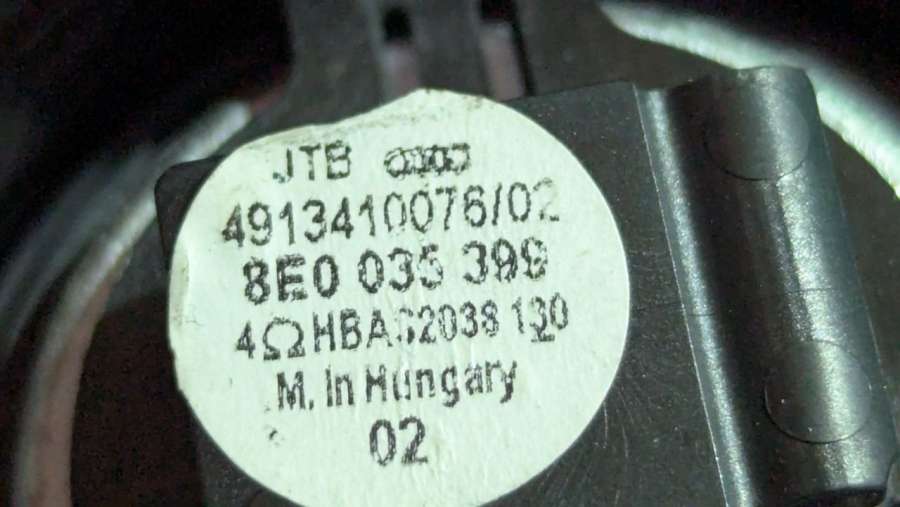 JTB
4913410076/02
8E0 035 399
4Ω HBAS2038 130
M. In Hungary
02